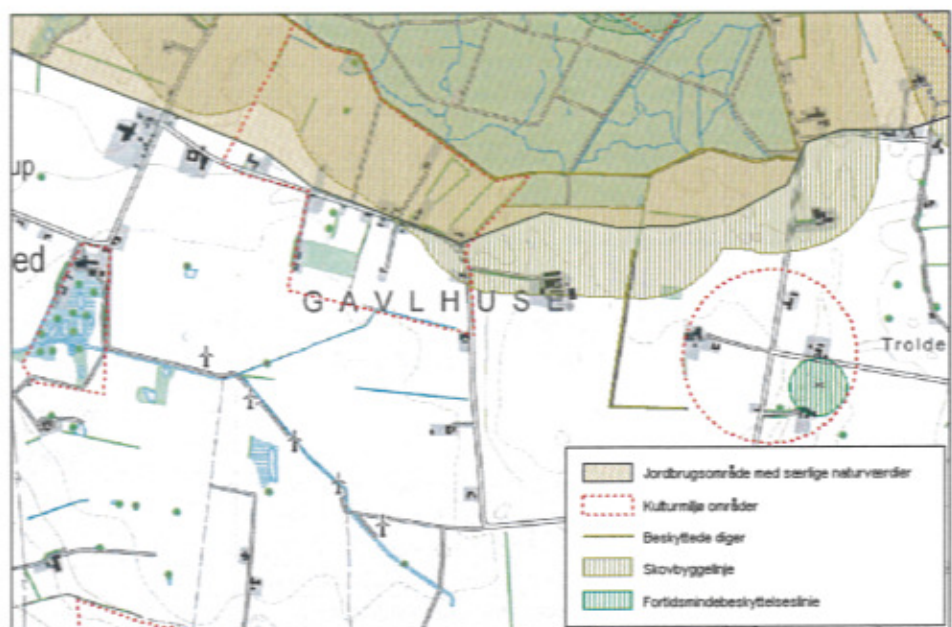 up
ed
GAVLHUSE
Trolde
Jordbrugsområde med særlige naturværdier
Kulturmiljø områder
Beskyttede diger
Skovbyggelinje
Fortidsmindebeskyttelseslinie